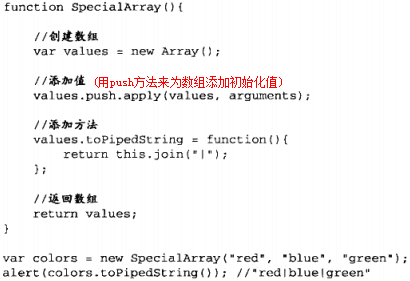 function SpecialArray(){
//创建数组
var values = new Array();
//添加值 (用push方法来为数组添加初始化值)
values.push.apply(values, arguments);
//添加方法
values.toPipedString = function(){
return this.join("|");
};
//返回数组
return values;
}
var colors = new SpecialArray("red", "blue", "green");
alert(colors.toPipedString()); //"red|blue|green"